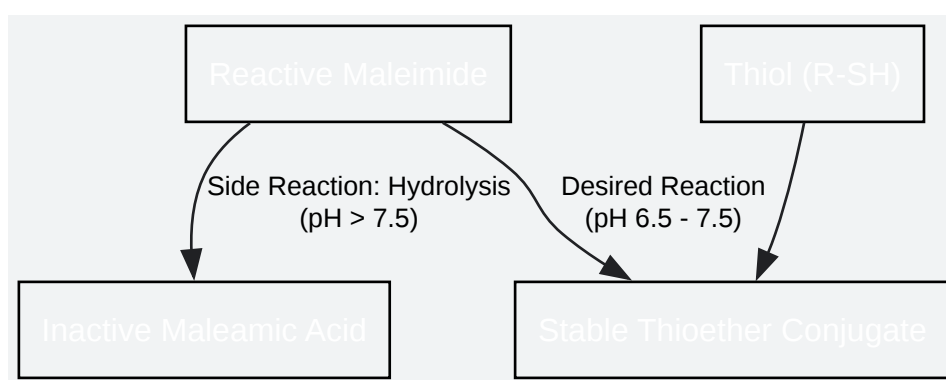 Reactive Maleimide
Thiol (R-SH)
Side Reaction: Hydrolysis
(pH > 7.5)
Desired Reaction
(pH 6.5 - 7.5)
Inactive Maleamic Acid
Stable Thioether Conjugate